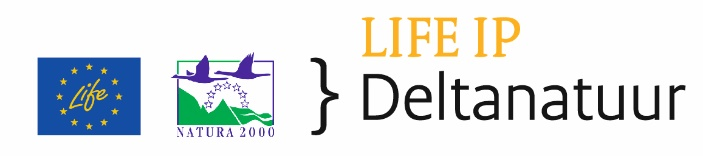 Life
NATURA 2000
} LIFE IP
Deltanatuur